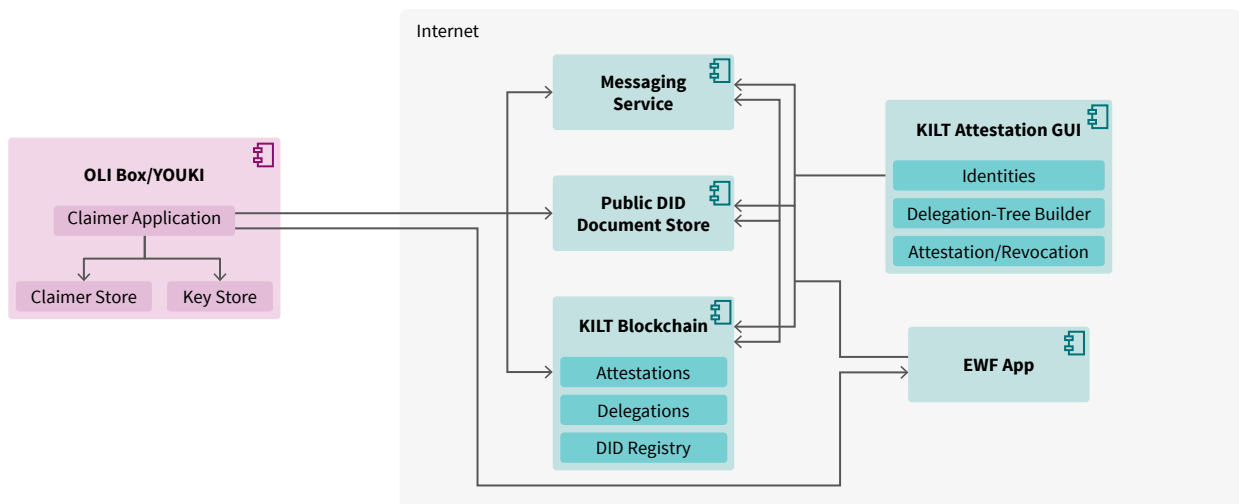 Internet
OLI Box/YOUKI
Claimer Application
Claimer Store
Key Store
Messaging
Service
Public DID
Document Store
KILT Blockchain
Attestations
Delegations
DID Registry
KILT Attestation GUI
Identities
Delegation-Tree Builder
Attestation/Revocation
EWF App